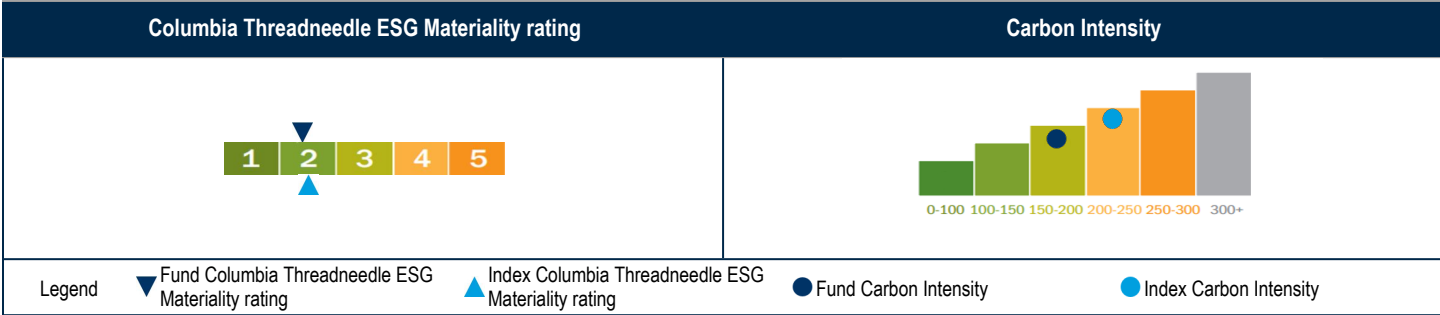 Columbia Threadneedle ESG Materiality rating
Carbon Intensity
1 2 3 4 5
0-100 100-150 150-200 200-250 250-300 300+
Legend
Fund Columbia Threadneedle ESG
Materiality rating
Index Columbia Threadneedle ESG
Materiality rating
Fund Carbon Intensity
Index Carbon Intensity